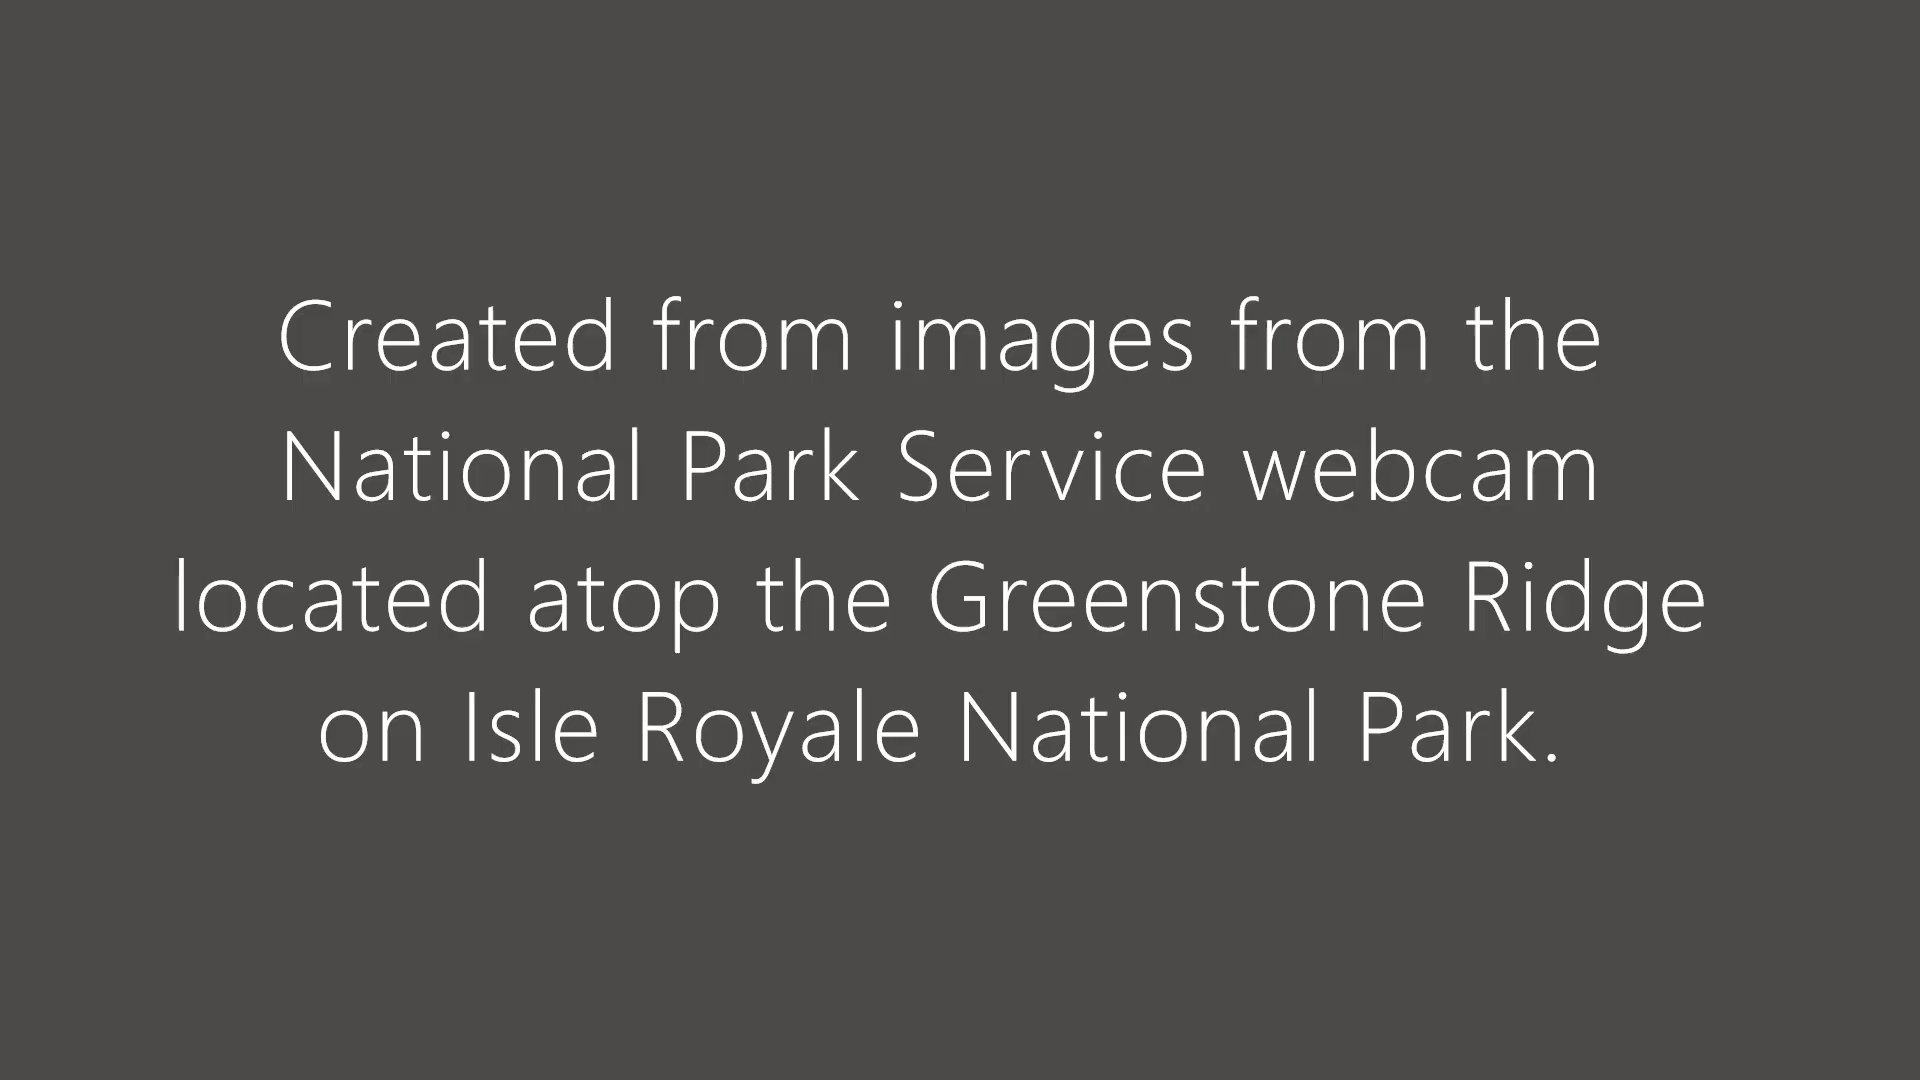 Created from images from the
National Park Service webcam
located atop the Greenstone Ridge
on Isle Royale National Park.